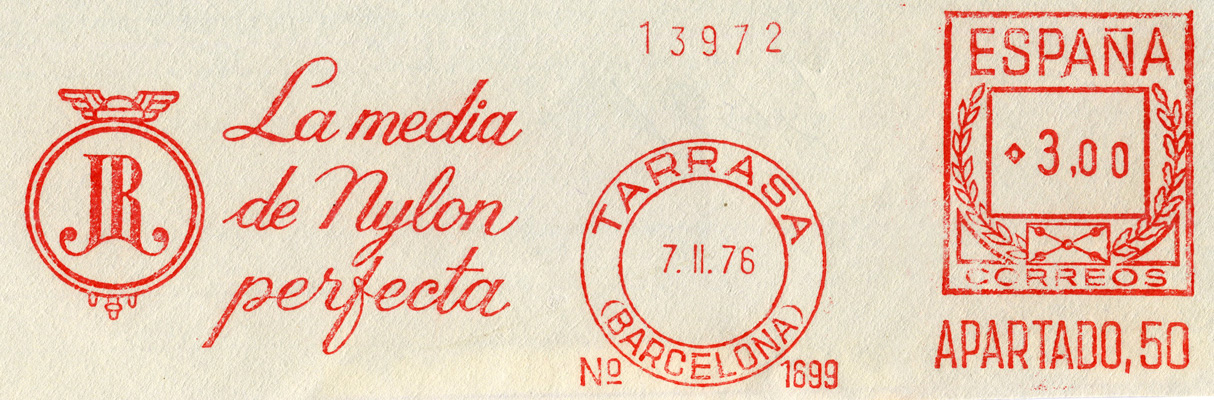 JR
La media
de Nylon
perfecta
13972
TARRASA
7.II.76
(BARCELONA)
Nº 1699
ESPAÑA
3,00
CORREOS
APARTADO, 50